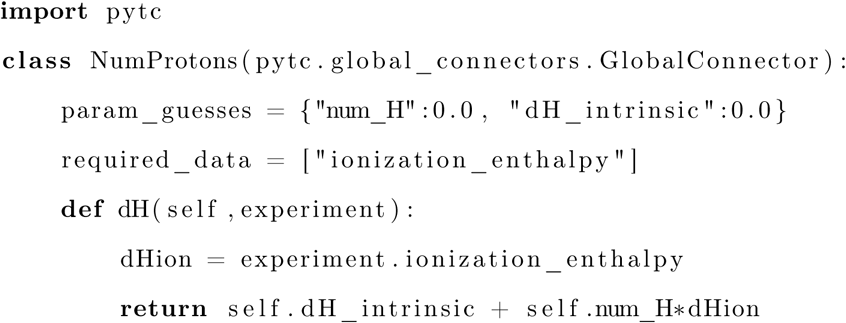 import pytc
class NumProtons(pytc.global_connectors.GlobalConnector):
    param_guesses = {"num_H":0.0, "dH_intrinsic":0.0}
    required_data = ["ionization_enthalpy"]
    def dH(self,experiment):
        dHion = experiment.ionization_enthalpy
        return self.dH_intrinsic + self.num_H*dHion